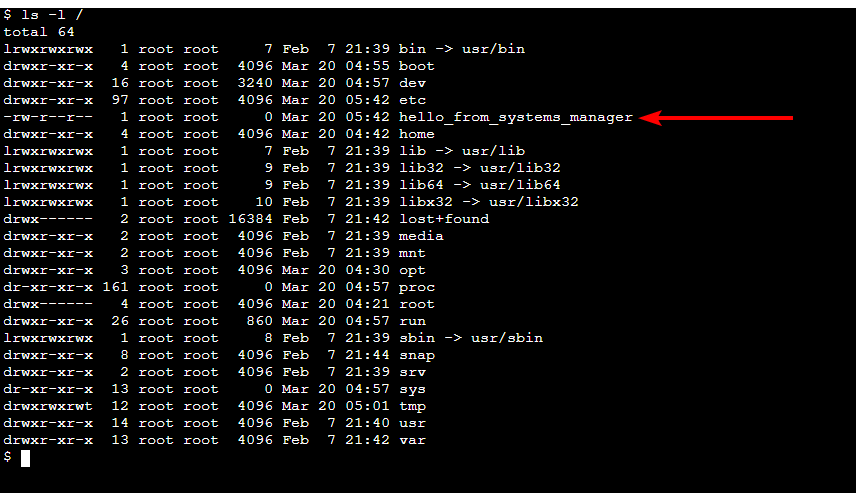 $ ls -l /
total 64
lrwxrwxrwx   1 root root     7 Feb  7 21:39 bin -> usr/bin
drwxr-xr-x   4 root root  4096 Mar 20 04:55 boot
drwxr-xr-x  16 root root  3240 Mar 20 04:57 dev
drwxr-xr-x  97 root root  4096 Mar 20 05:42 etc
-rw-r--r--   1 root root     0 Mar 20 05:42 hello_from_systems_manager
drwxr-xr-x   4 root root  4096 Mar 20 04:42 home
lrwxrwxrwx   1 root root     7 Feb  7 21:39 lib -> usr/lib
lrwxrwxrwx   1 root root     9 Feb  7 21:39 lib32 -> usr/lib32
lrwxrwxrwx   1 root root     9 Feb  7 21:39 lib64 -> usr/lib64
lrwxrwxrwx   1 root root    10 Feb  7 21:39 libx32 -> usr/libx32
drwx------   2 root root 16384 Feb  7 21:42 lost+found
drwxr-xr-x   2 root root  4096 Feb  7 21:39 media
drwxr-xr-x   2 root root  4096 Feb  7 21:39 mnt
drwxr-xr-x   3 root root  4096 Mar 20 04:30 opt
dr-xr-xr-x 161 root root     0 Mar 20 04:57 proc
drwx------   4 root root  4096 Mar 20 04:21 root
drwxr-xr-x  26 root root   860 Mar 20 04:57 run
lrwxrwxrwx   1 root root     8 Feb  7 21:39 sbin -> usr/sbin
drwxr-xr-x   8 root root  4096 Feb  7 21:44 snap
drwxr-xr-x   2 root root  4096 Feb  7 21:39 srv
dr-xr-xr-x  13 root root     0 Mar 20 04:57 sys
drwxrwxrwt  12 root root  4096 Mar 20 05:01 tmp
drwxr-xr-x  14 root root  4096 Feb  7 21:40 usr
drwxr-xr-x  13 root root  4096 Feb  7 21:42 var
$